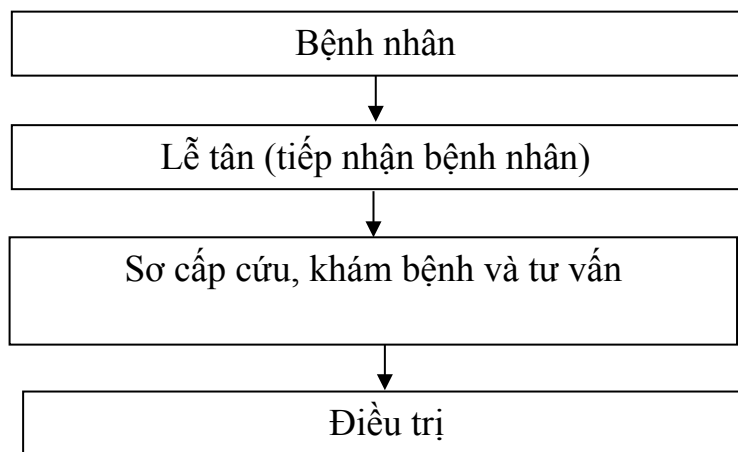 Bệnh nhân
Lễ tân (tiếp nhận bệnh nhân)
Sơ cấp cứu, khám bệnh và tư vấn
Điều trị